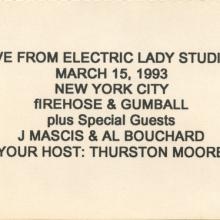 VE FROM ELECTRIC LADY STUDI
MARCH 15, 1993
NEW YORK CITY
fIREHOSE & GUMBALL
plus Special Guests
J MASCIS & AL BOUCHARD
YOUR HOST: THURSTON MOORE